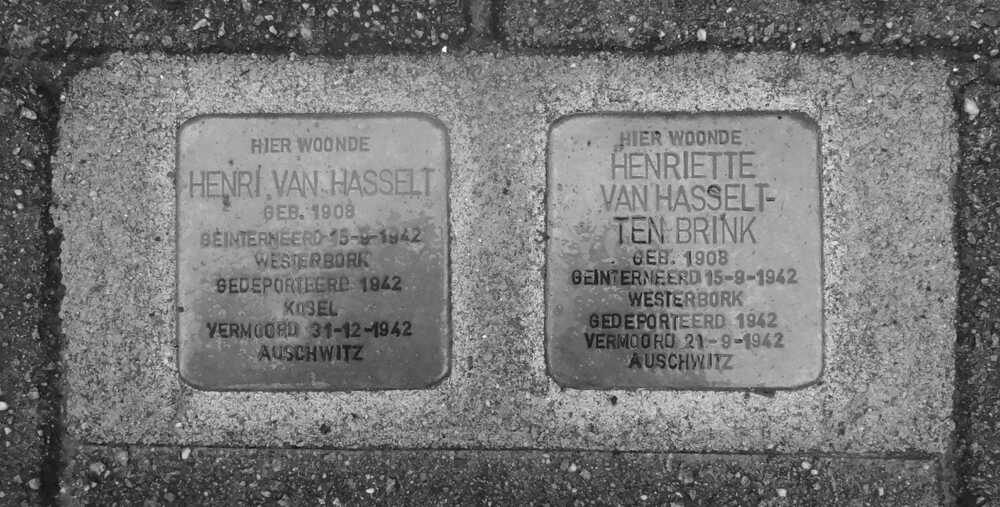 HIER WOONDE
HENRI VAN HASSELT
GEB. 1908
GEÏNTERNEERD 15-9-1942
WESTERBORK
GEDEPORTEERD 1942
KOSEL
VERMOORD 31-12-1942
AUSCHWITZ
HIER WOONDE
HENRIETTE
VAN HASSELT-
TEN BRINK
GEB. 1908
GEÏNTERNEERD 15-9-1942
WESTERBORK
GEDEPORTEERD 1942
VERMOORD 21-9-1942
AUSCHWITZ